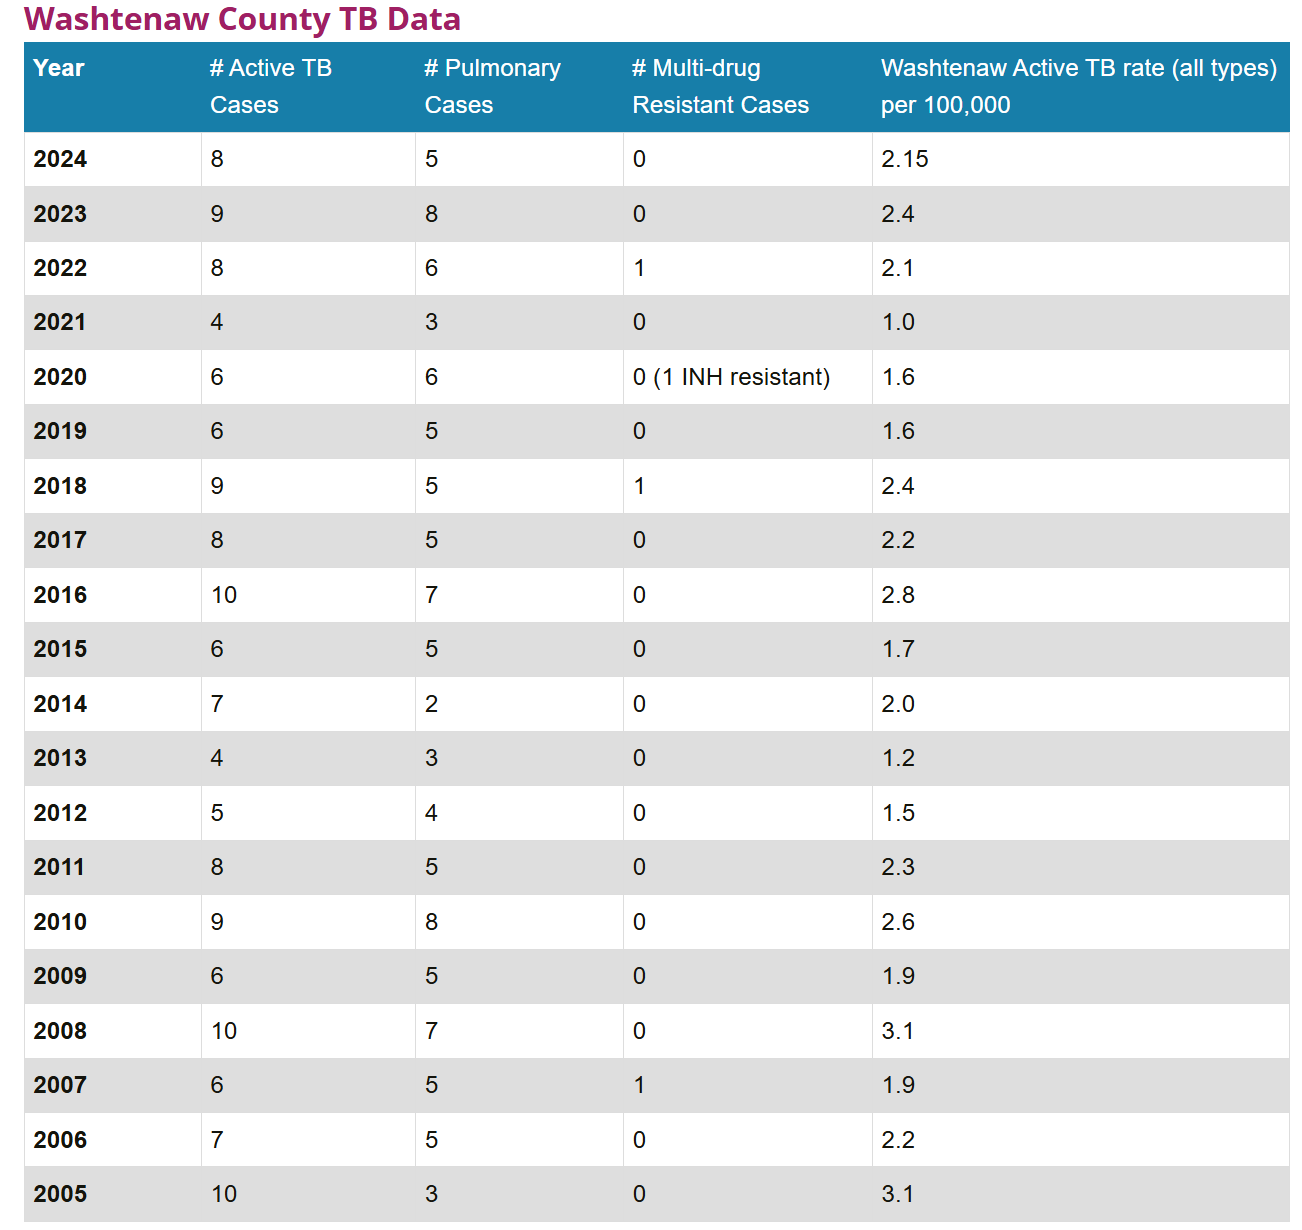 Washtenaw County TB Data
Year # Active TB Cases # Pulmonary Cases # Multi-drug Resistant Cases Washtenaw Active TB rate (all types) per 100,000
2024 8 5 0 2.15
2023 9 8 0 2.4
2022 8 6 1 2.1
2021 4 3 0 1.0
2020 6 6 0 (1 INH resistant) 1.6
2019 6 5 0 1.6
2018 9 5 1 2.4
2017 8 5 0 2.2
2016 10 7 0 2.8
2015 6 5 0 1.7
2014 7 2 0 2.0
2013 4 3 0 1.2
2012 5 4 0 1.5
2011 8 5 0 2.3
2010 9 8 0 2.6
2009 6 5 0 1.9
2008 10 7 0 3.1
2007 6 5 1 1.9
2006 7 5 0 2.2
2005 10 3 0 3.1